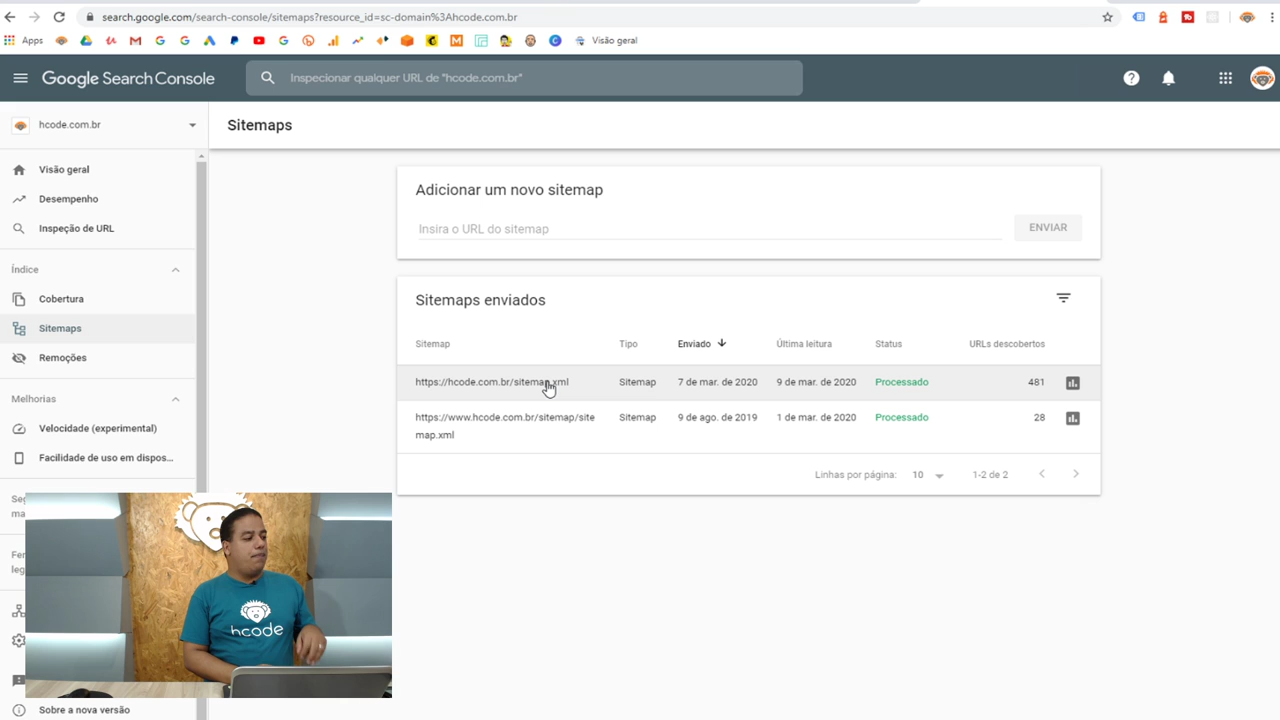 search.google.com/search-console/sitemaps?resource_id=sc-domain%3Ahcode.com.br
Apps
Visão geral
Google Search Console
Inspecionar qualquer URL de "hcode.com.br"
hcode.com.br
Sitemaps
Visão geral
Desempenho
Inspeção de URL
Índice
Cobertura
Sitemaps
Remoções
Melhorias
Velocidade (experimental)
Facilidade de uso em dispos...
Seg
ma
Fer
leg
Sobre a nova versão
Adicionar um novo sitemap
Insira o URL do sitemap
ENVIAR
Sitemaps enviados
Sitemap Tipo Enviado Última leitura Status URLs descobertos
https://hcode.com.br/sitemap.xml Sitemap 7 de mar. de 2020 9 de mar. de 2020 Processado 481
https://www.hcode.com.br/sitemap/site Sitemap 9 de ago. de 2019 1 de mar. de 2020 Processado 28
map.xml
Linhas por página: 10 1-2 de 2
hcode